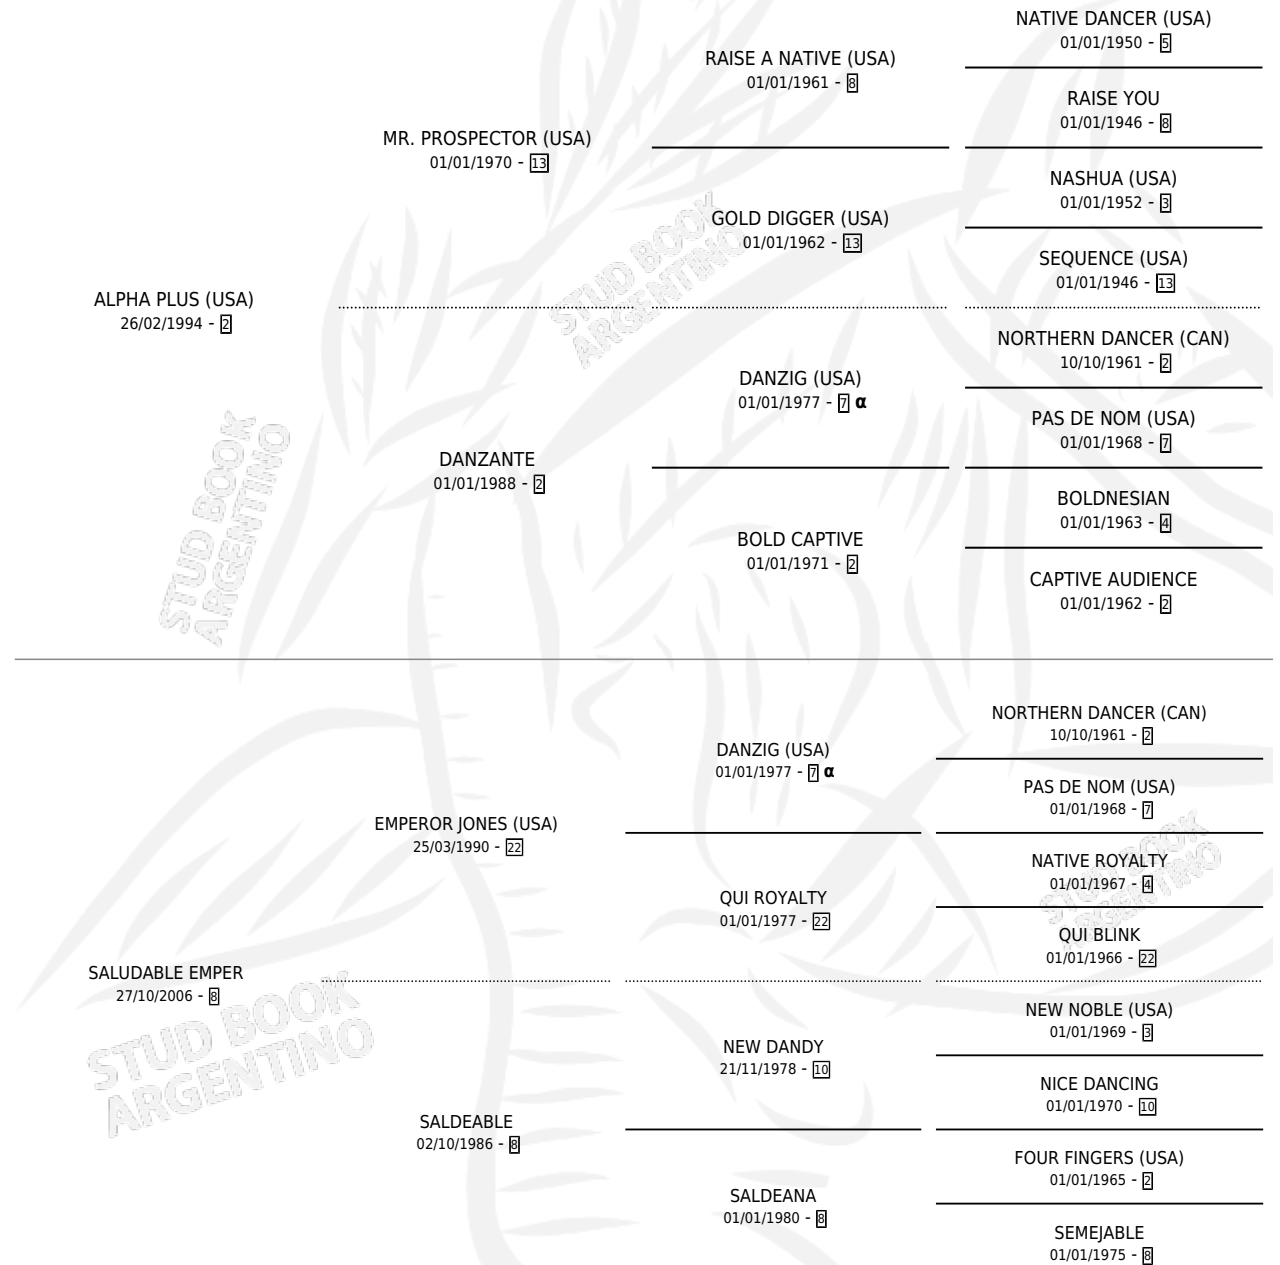 NATIVE DANCER (USA)
01/01/1950 - 5
RAISE A NATIVE (USA)
01/01/1961 - 8
RAISE YOU
01/01/1946 - 8
MR. PROSPECTOR (USA)
01/01/1970 - 13
NASHUA (USA)
01/01/1952 - 3
GOLD DIGGER (USA)
01/01/1962 - 13
SEQUENCE (USA)
01/01/1946 - 13
STUD BOOK
ARGENTINO
ALPHA PLUS (USA)
26/02/1994 - 2
NORTHERN DANCER (CAN)
10/10/1961 - 2
DANZIG (USA)
01/01/1977 - 7 α
PAS DE NOM (USA)
01/01/1968 - 7
DANZANTE
01/01/1988 - 2
BOLDNESIAN
01/01/1963 - 4
BOLD CAPTIVE
01/01/1971 - 2
CAPTIVE AUDIENCE
01/01/1962 - 2
STUD BOOK
ARGENTINO
NORTHERN DANCER (CAN)
10/10/1961 - 2
DANZIG (USA)
01/01/1977 - 7 α
PAS DE NOM (USA)
01/01/1968 - 7
EMPEROR JONES (USA)
25/03/1990 - 22
NATIVE ROYALTY
01/01/1967 - 4
STUD BOOK
ARGENTINO
QUI ROYALTY
01/01/1977 - 22
QUI BLINK
01/01/1966 - 22
SALUDABLE EMPER
27/10/2006 - 8
STUD BOOK
ARGENTINO
NEW NOBLE (USA)
01/01/1969 - 3
NEW DANDY
21/11/1978 - 10
NICE DANCING
01/01/1970 - 10
SALDEABLE
02/10/1986 - 8
FOUR FINGERS (USA)
01/01/1965 - 2
SALDEANA
01/01/1980 - 8
SEMEJABLE
01/01/1975 - 8